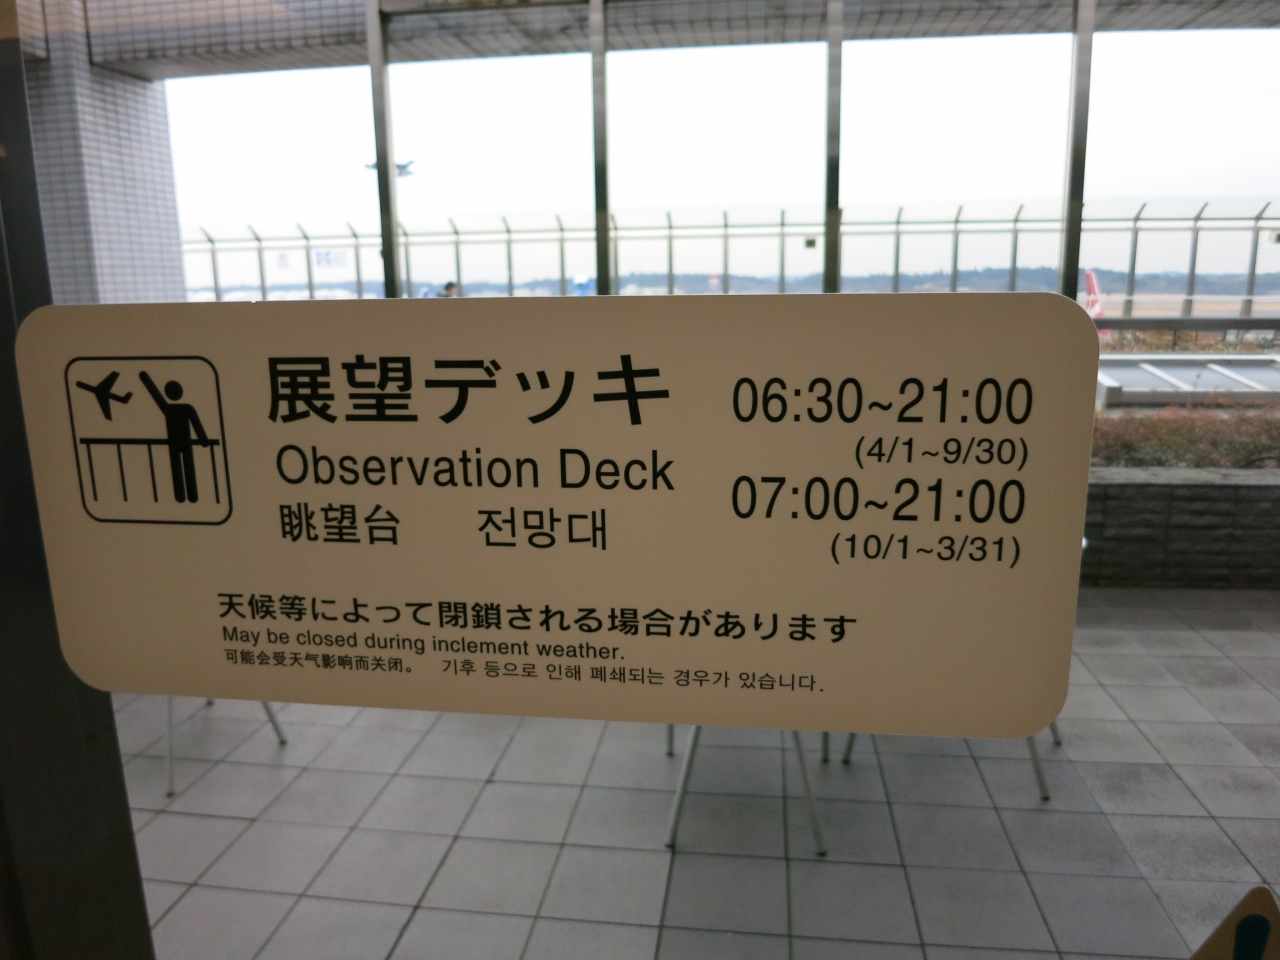 展望デッキ
Observation Deck
眺望台 전망대
06:30~21:00
(4/1~9/30)
07:00~21:00
(10/1~3/31)
天候等によって閉鎖される場合があります
May be closed during inclement weather.
可能会受天气影响而关闭。 기후 등으로 인해 폐쇄되는 경우가 있습니다.